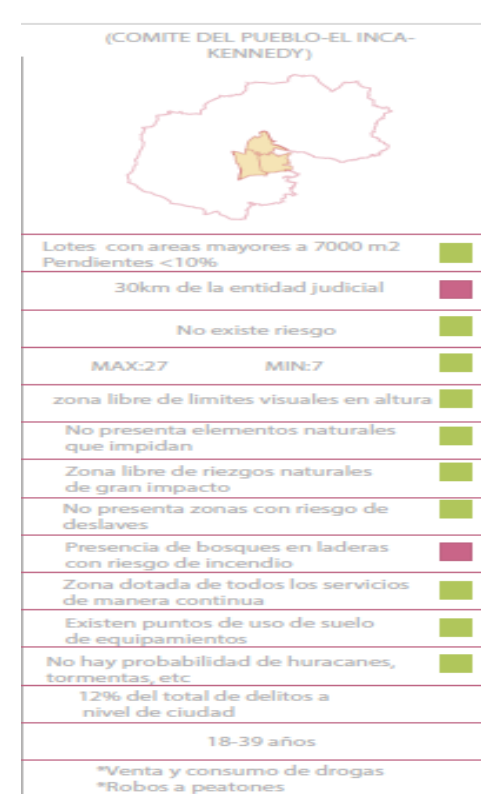 (COMITE DEL PUEBLO-EL INCA-
KENNEDY)
Lotes con areas mayores a 7000 m2
Pendientes <10%
30km de la entidad judicial
No existe riesgo
MAX:27 MIN:7
zona libre de limites visuales en altura
No presenta elementos naturales
que impidan
Zona libre de riezgos naturales
de gran impacto
No presenta zonas con riesgo de
deslaves
Presencia de bosques en laderas
con riesgo de incendio
Zona dotada de todos los servicios
de manera continua
Existen puntos de uso de suelo
de equipamientos
No hay probabilidad de huracanes,
tormentas, etc
12% del total de delitos a
nivel de ciudad
18-39 años
*Venta y consumo de drogas
*Robos a peatones